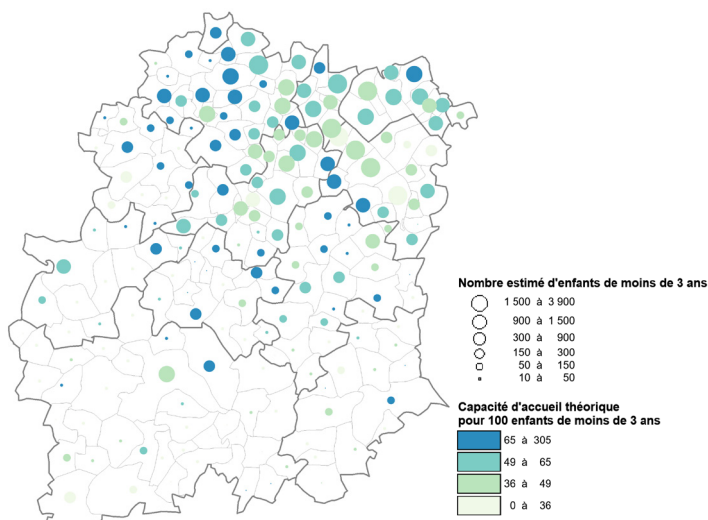 Nombre estimé d'enfants de moins de 3 ans
1 500 à 3 900
900 à 1 500
300 à 900
150 à 300
50 à 150
10 à 50
Capacité d'accueil théorique
pour 100 enfants de moins de 3 ans
65 à 305
49 à 65
36 à 49
0 à 36